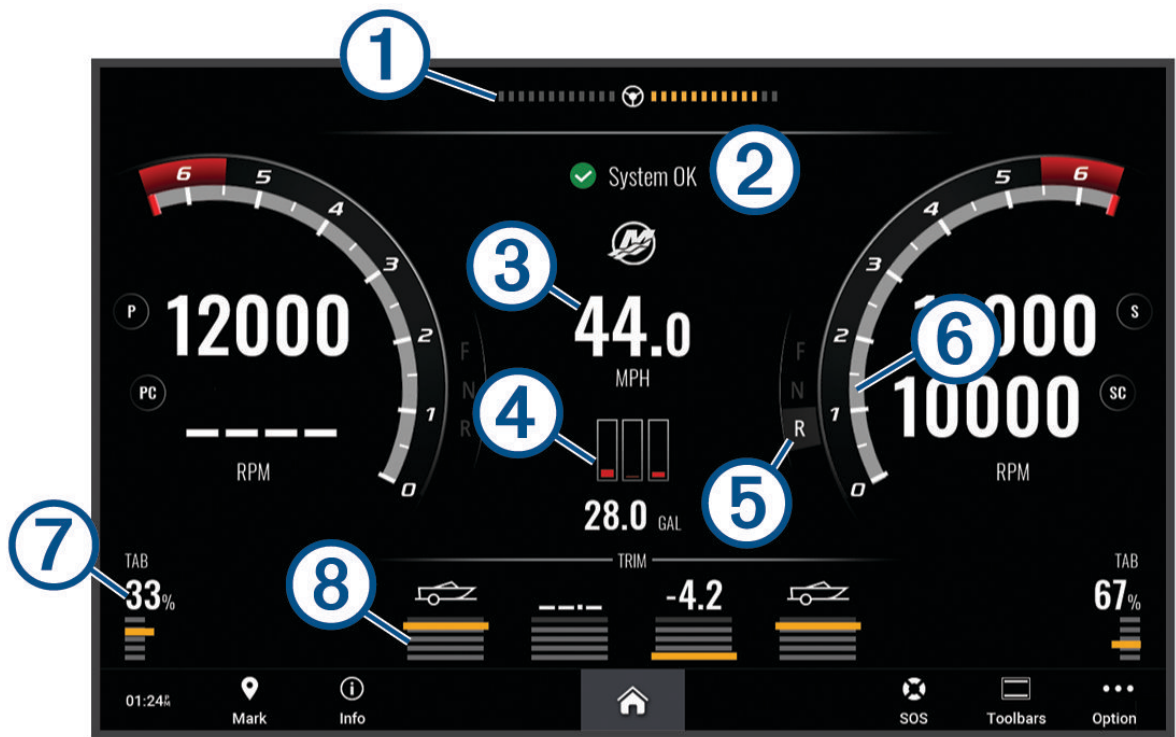 1
2
System OK
3
44.0
MPH
4
28.0 GAL
6
5
4
3
2
1
0
P
12000
PC
– – – –
RPM
F
N
R
6
5
4
3
2
1
0
F
N
R
5
6
000
S
10000
SC
RPM
7
TAB
33%
8
TRIM
– – . –
-4.2
TAB
67%
01:24 PM
Mark
Info
SOS
Toolbars
Option